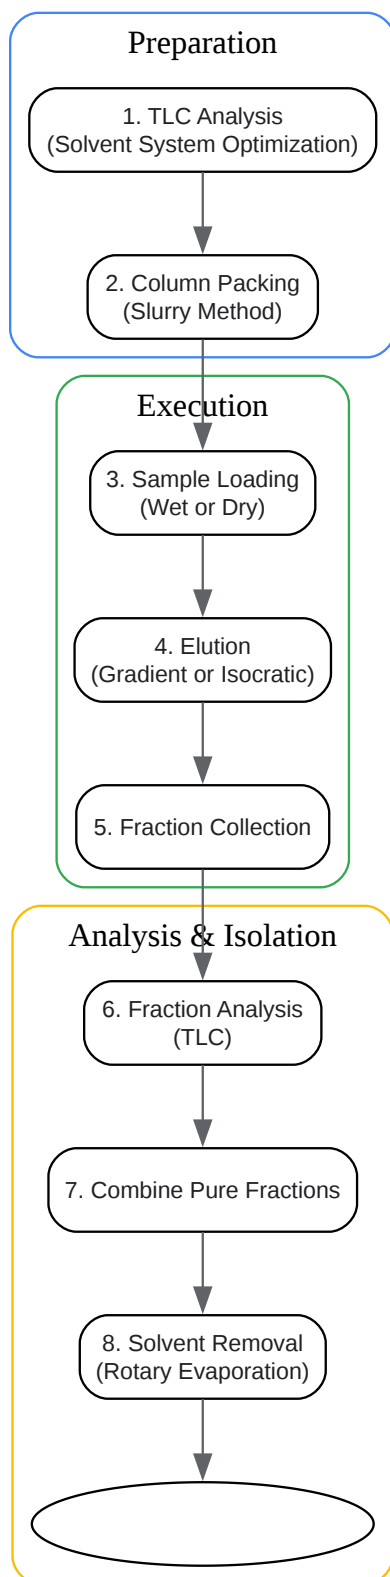 Preparation
1. TLC Analysis
(Solvent System Optimization)
2. Column Packing
(Slurry Method)
Execution
3. Sample Loading
(Wet or Dry)
4. Elution
(Gradient or Isocratic)
5. Fraction Collection
Analysis & Isolation
6. Fraction Analysis
(TLC)
7. Combine Pure Fractions
8. Solvent Removal
(Rotary Evaporation)